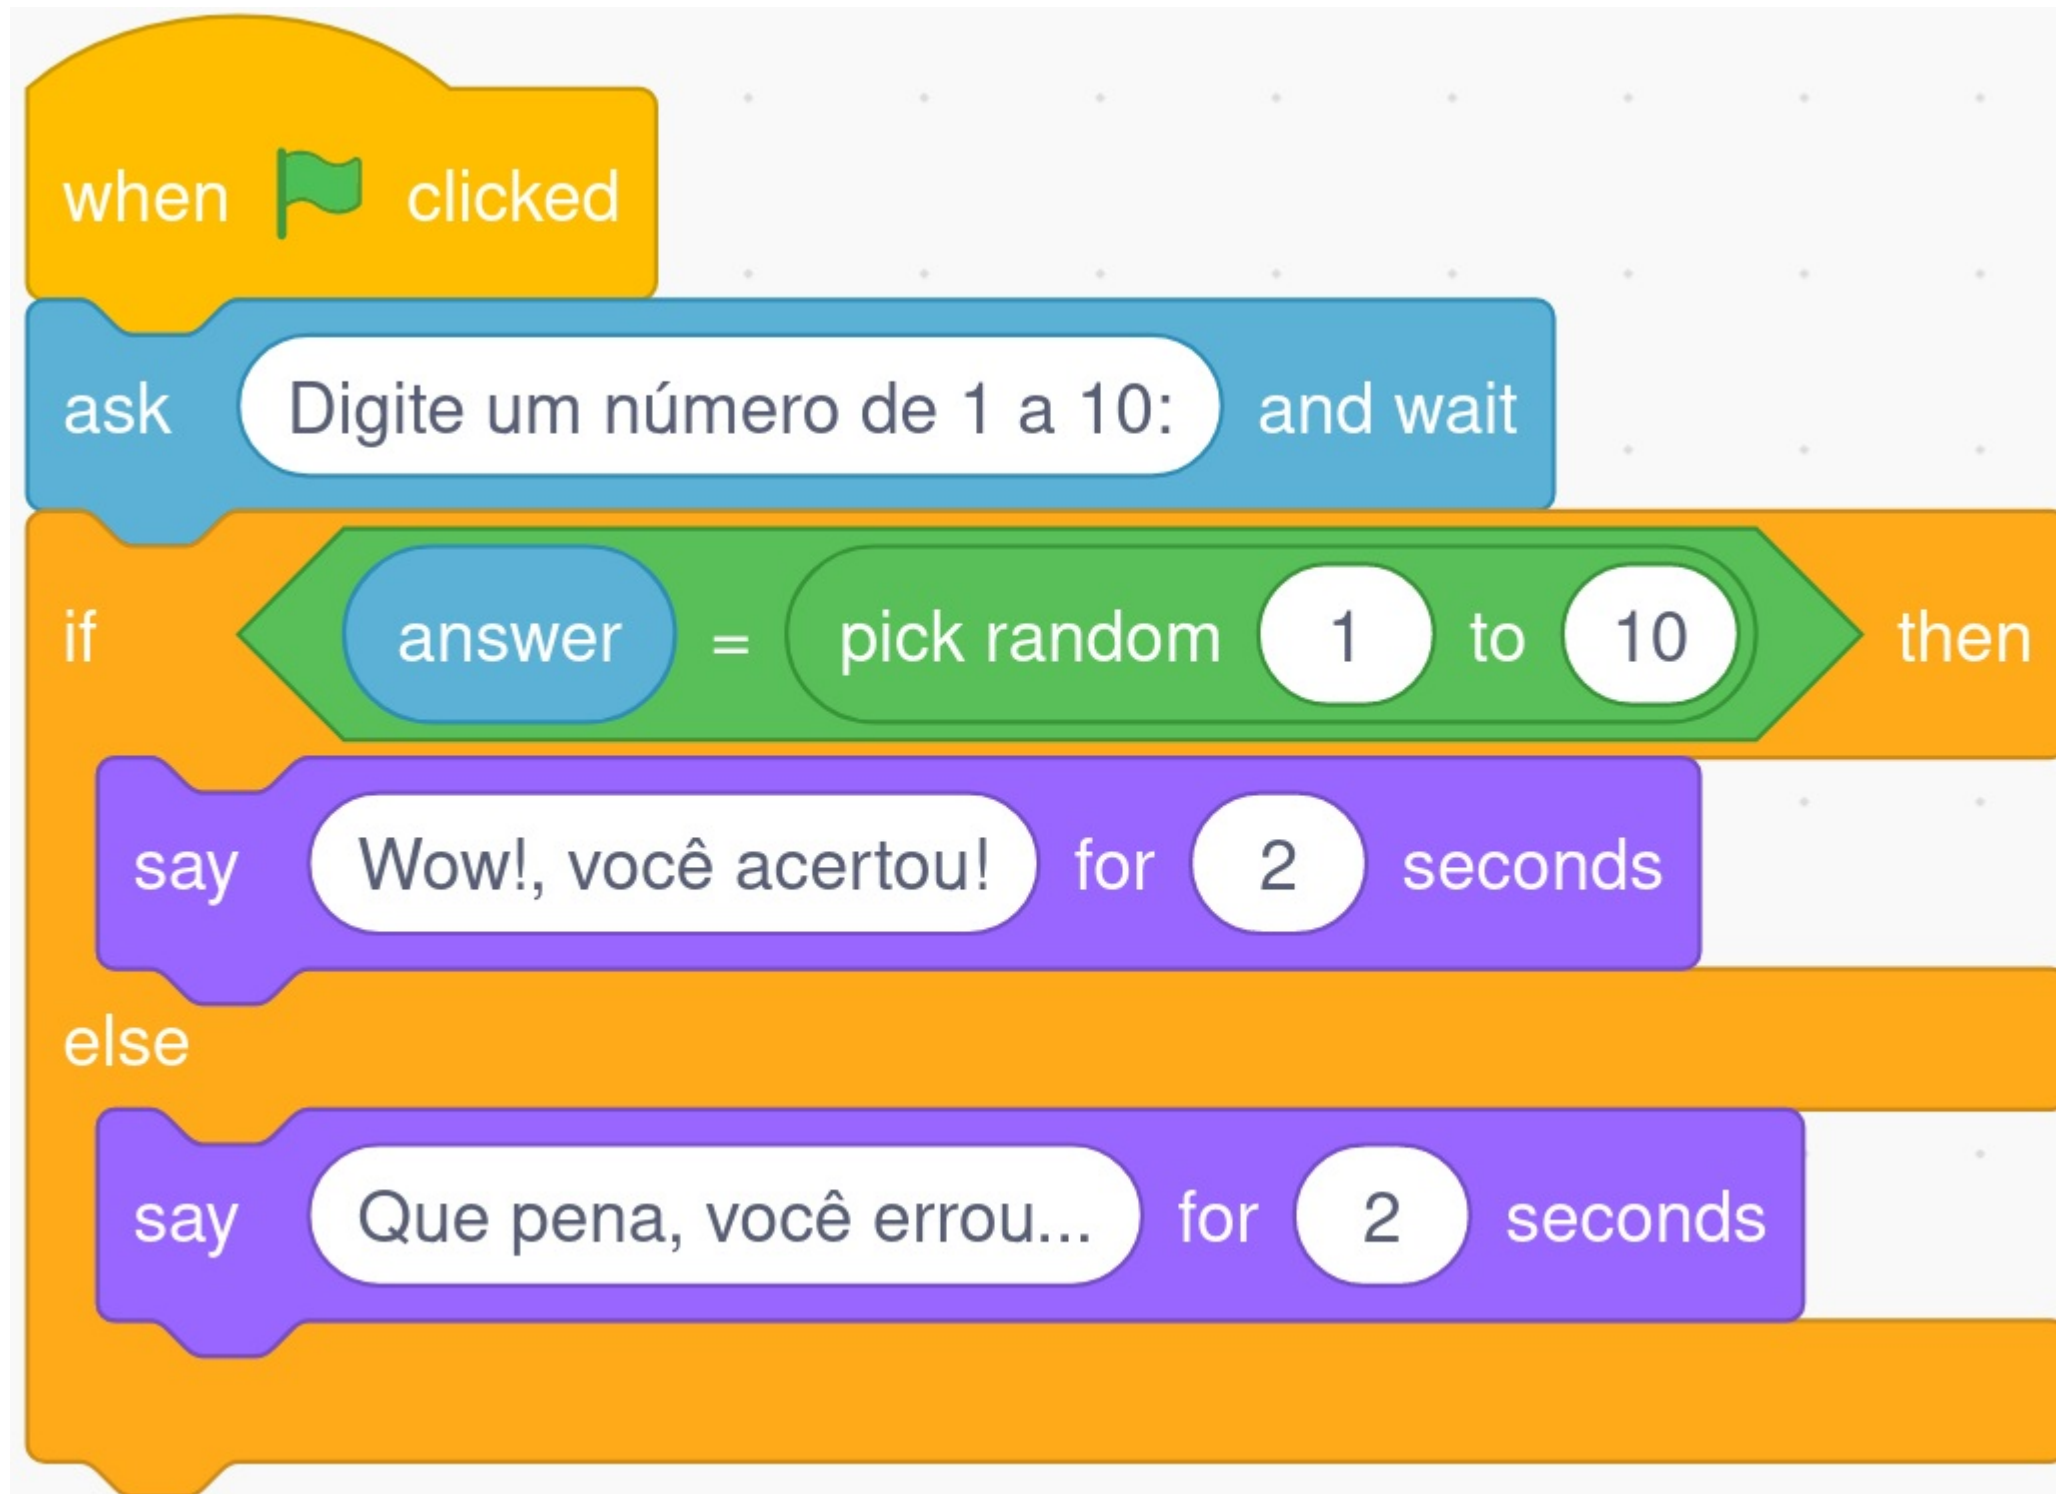 when clicked
ask Digite um número de 1 a 10: and wait
if answer = pick random 1 to 10 then
say Wow!, você acertou! for 2 seconds
else
say Que pena, você errou... for 2 seconds